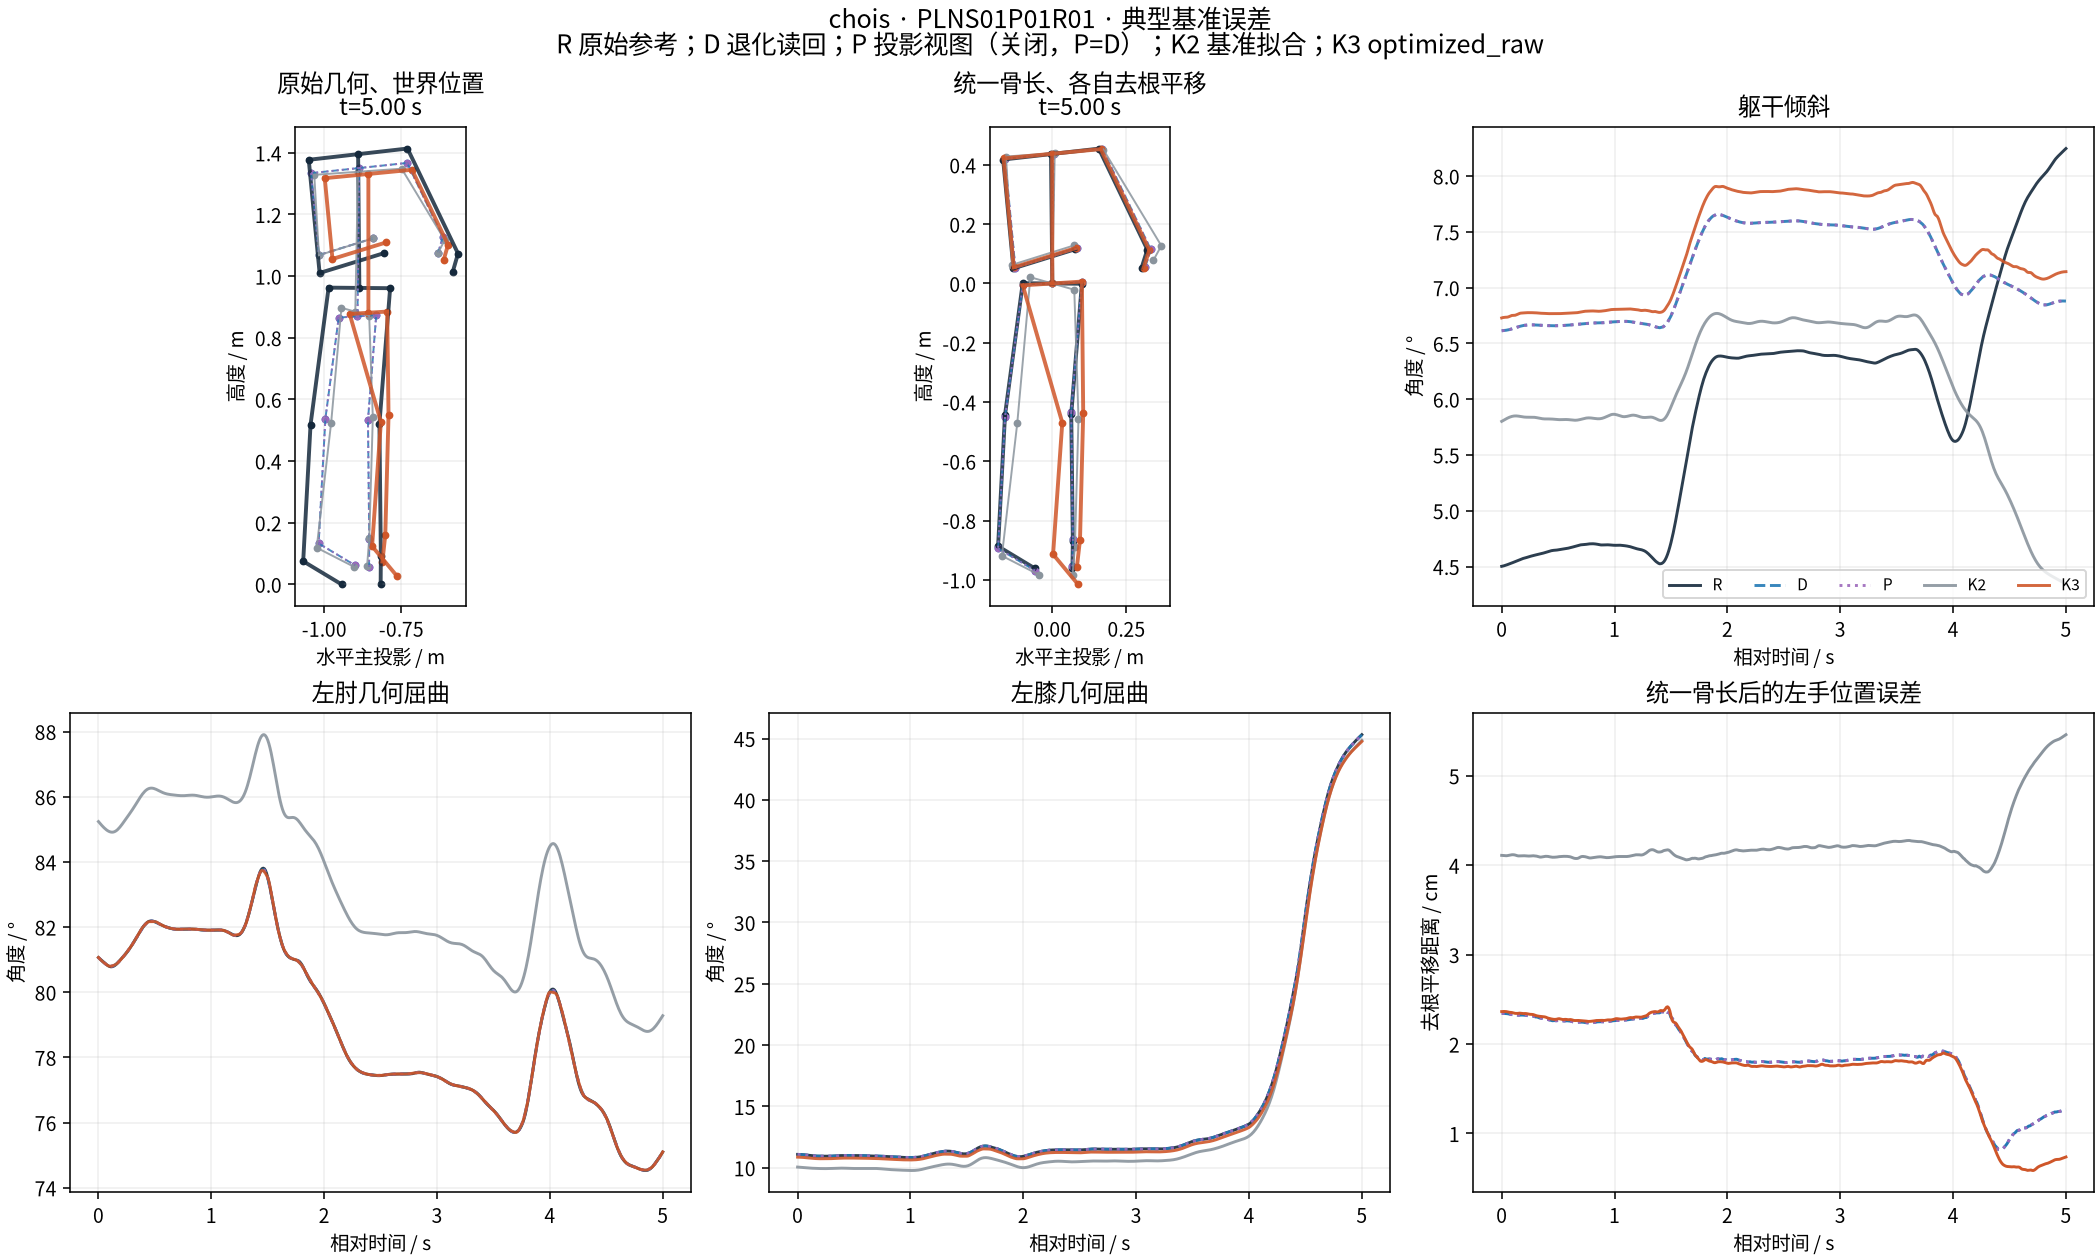 chois · PLNS01P01R01 · 典型基准误差
R 原始参考；D 退化读回；P 投影视图（关闭，P=D）；K2 基准拟合；K3 optimized_raw
原始几何、世界位置
t=5.00 s
1.4
1.2
1.0
0.8
0.6
0.4
0.2
0.0
高度 / m
-1.00
-0.75
水平主投影 / m
统一骨长、各自去根平移
t=5.00 s
0.4
0.2
0.0
-0.2
-0.4
-0.6
-0.8
-1.0
高度 / m
0.00
0.25
水平主投影 / m
躯干倾斜
8.0
7.5
7.0
6.5
6.0
5.5
5.0
4.5
角度 / °
R
D
P
K2
K3
0
1
2
3
4
5
相对时间 / s
左肘几何屈曲
88
86
84
82
80
78
76
74
角度 / °
0
1
2
3
4
5
相对时间 / s
左膝几何屈曲
45
40
35
30
25
20
15
10
角度 / °
0
1
2
3
4
5
相对时间 / s
统一骨长后的左手位置误差
5
4
3
2
1
去根平移距离 / cm
0
1
2
3
4
5
相对时间 / s